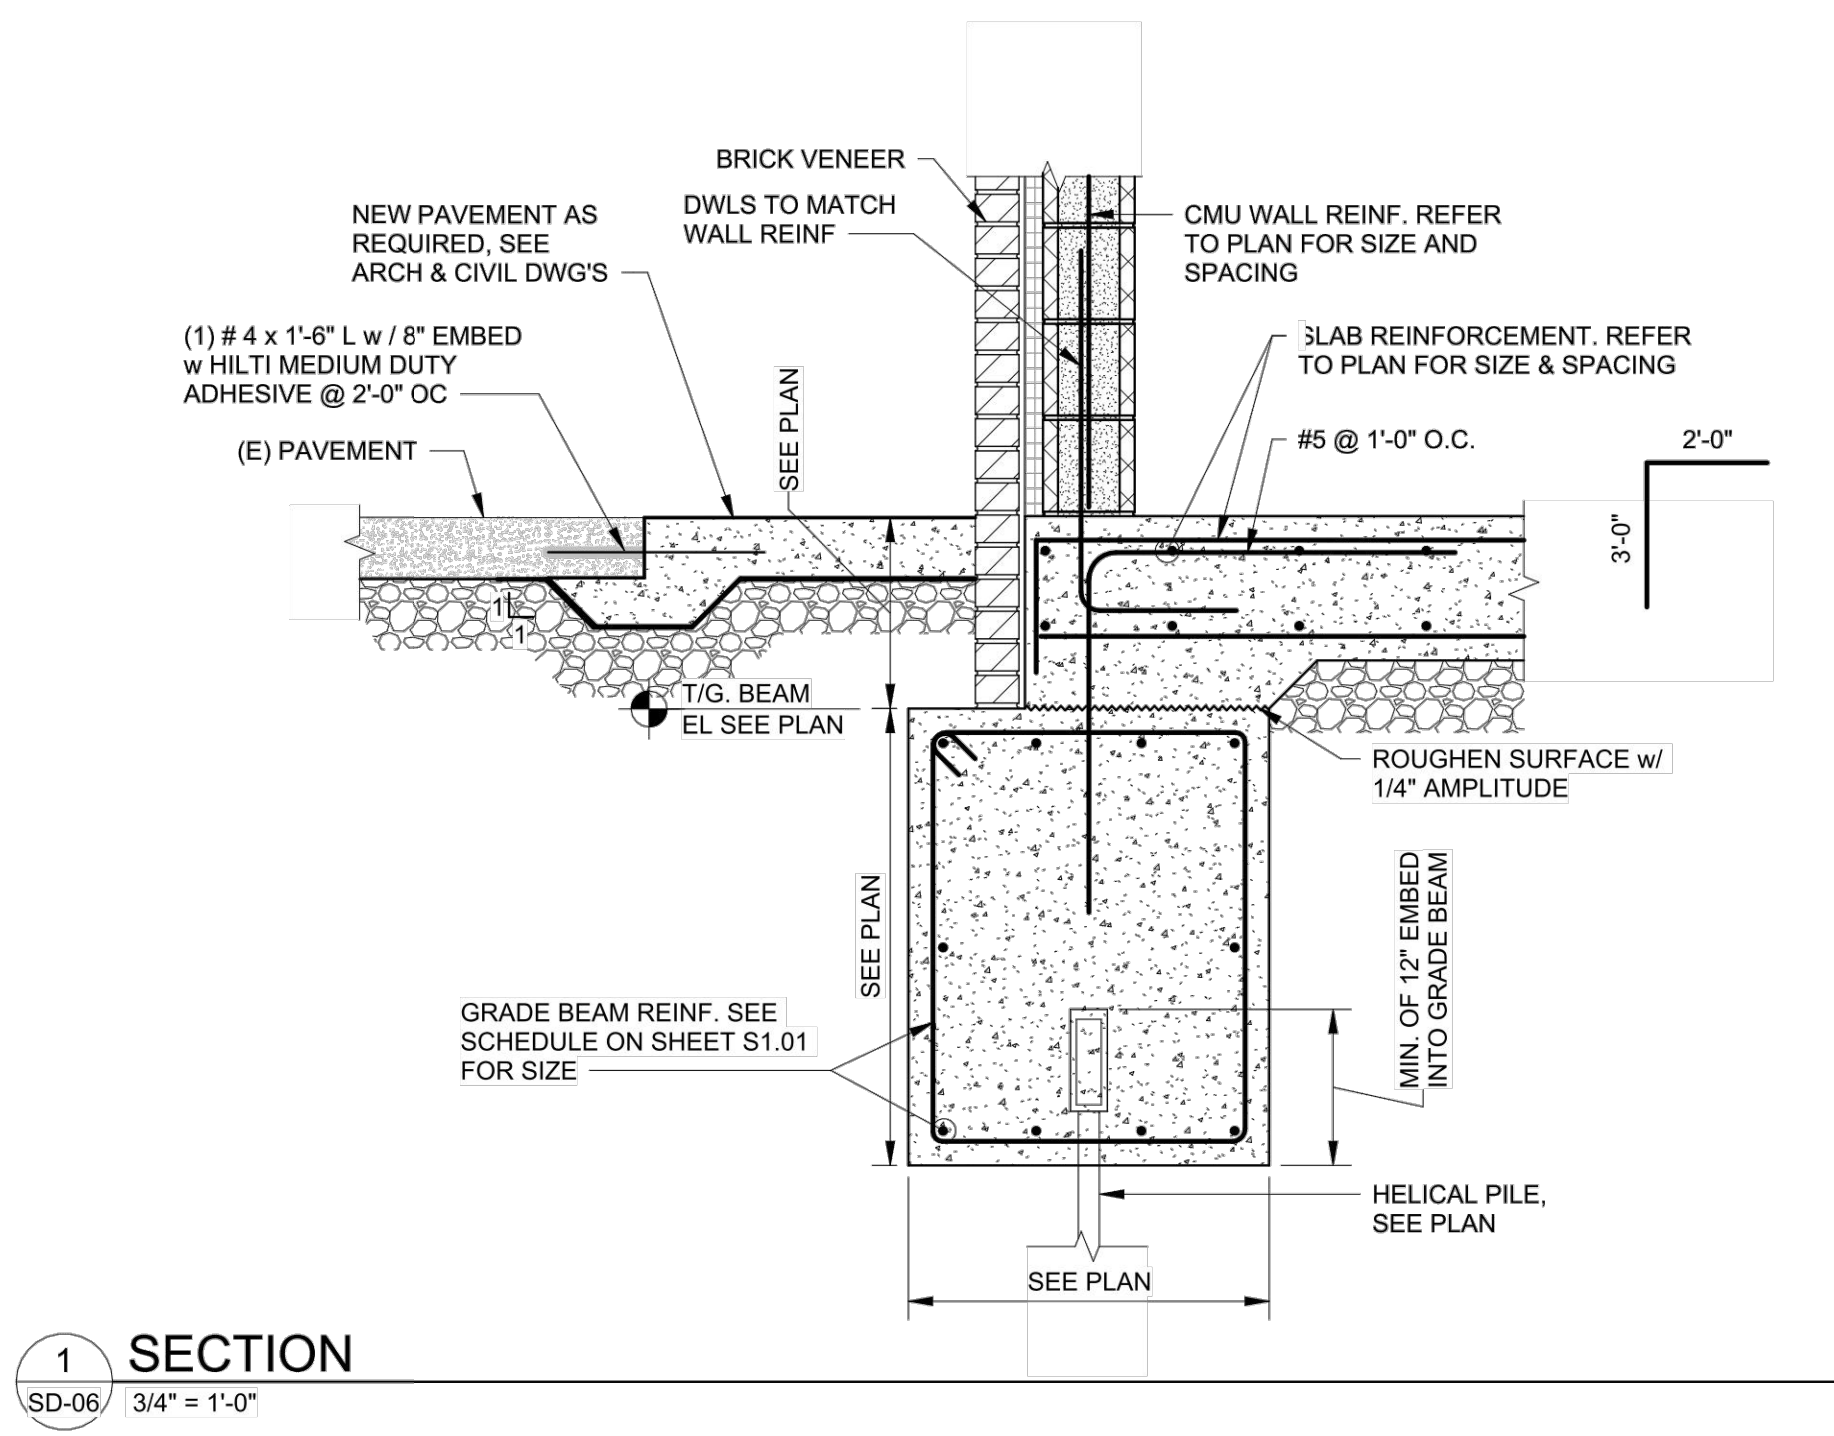 BRICK VENEER
DWLS TO MATCH
WALL REINF
NEW PAVEMENT AS
REQUIRED, SEE
ARCH & CIVIL DWG'S
CMU WALL REINF. REFER
TO PLAN FOR SIZE AND
SPACING
(1) # 4 x 1'-6" L w / 8" EMBED
w HILTI MEDIUM DUTY
ADHESIVE @ 2'-0" OC
SLAB REINFORCEMENT. REFER
TO PLAN FOR SIZE & SPACING
SEE PLAN
(E) PAVEMENT
#5 @ 1'-0" O.C.
2'-0"
3'-0"
1
1
T/G. BEAM
EL SEE PLAN
ROUGHEN SURFACE w/
1/4" AMPLITUDE
SEE PLAN
MIN. OF 12" EMBED
INTO GRADE BEAM
GRADE BEAM REINF. SEE
SCHEDULE ON SHEET S1.01
FOR SIZE
HELICAL PILE,
SEE PLAN
SEE PLAN
1
SECTION
SD-06
3/4" = 1'-0"